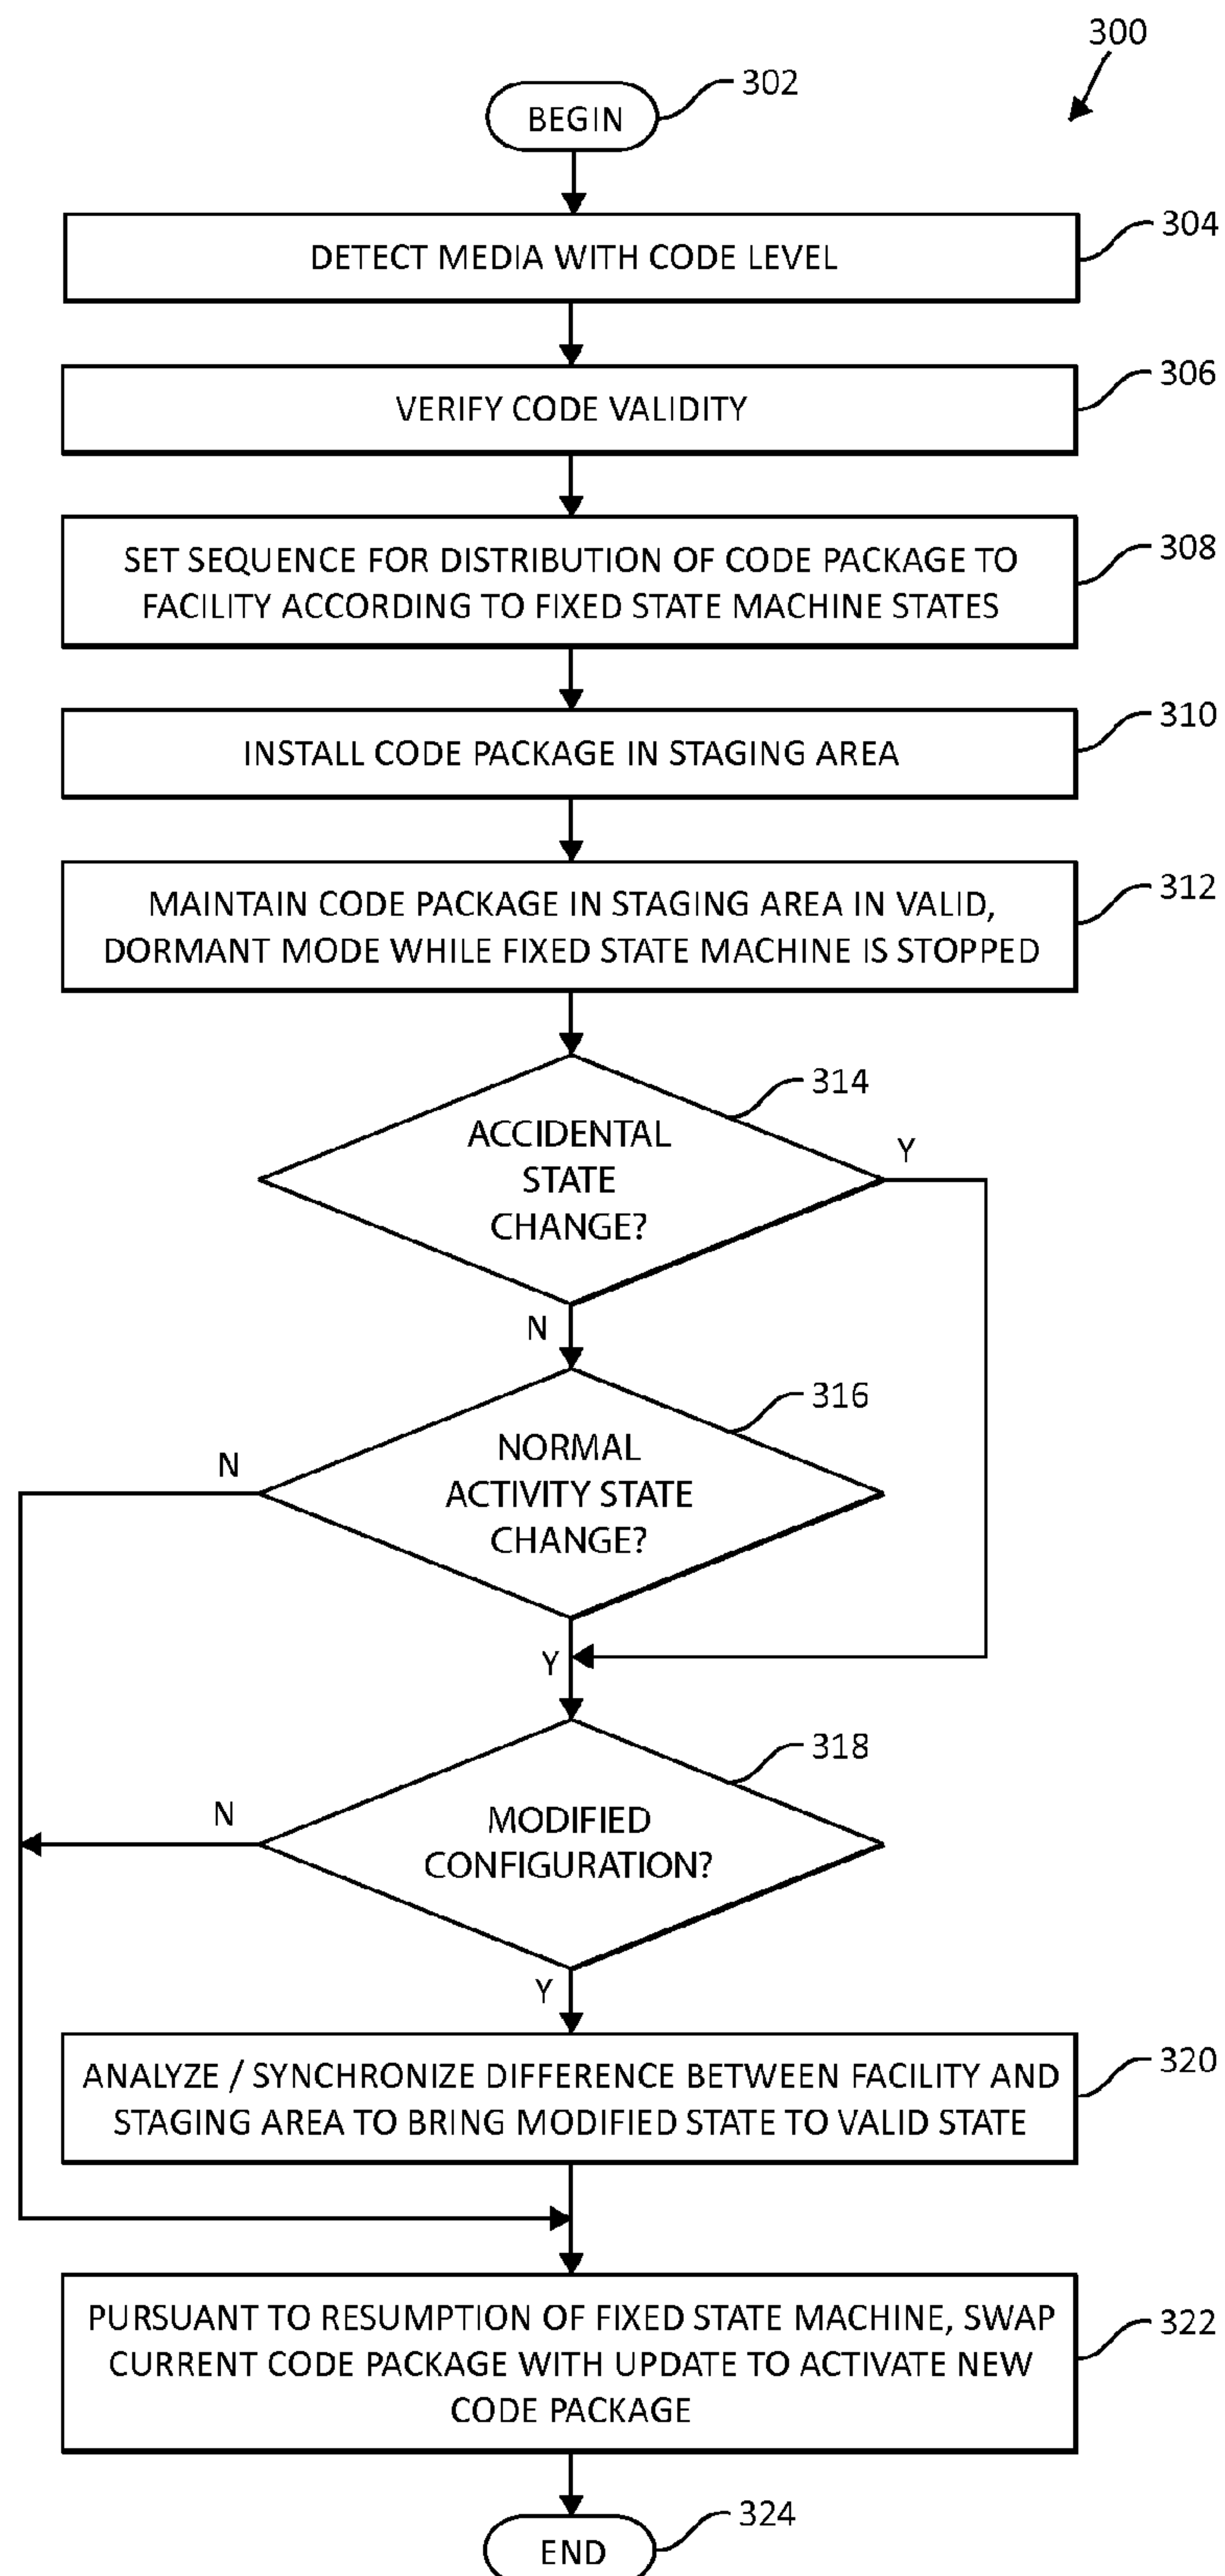 300
BEGIN
302
DETECT MEDIA WITH CODE LEVEL
304
VERIFY CODE VALIDITY
306
SET SEQUENCE FOR DISTRIBUTION OF CODE PACKAGE TO
FACILITY ACCORDING TO FIXED STATE MACHINE STATES
308
INSTALL CODE PACKAGE IN STAGING AREA
310
MAINTAIN CODE PACKAGE IN STAGING AREA IN VALID,
DORMANT MODE WHILE FIXED STATE MACHINE IS STOPPED
312
ACCIDENTAL
STATE
CHANGE?
314
Y
N
NORMAL
ACTIVITY STATE
CHANGE?
316
N
Y
MODIFIED
CONFIGURATION?
318
N
Y
ANALYZE / SYNCHRONIZE DIFFERENCE BETWEEN FACILITY AND
STAGING AREA TO BRING MODIFIED STATE TO VALID STATE
320
PURSUANT TO RESUMPTION OF FIXED STATE MACHINE, SWAP
CURRENT CODE PACKAGE WITH UPDATE TO ACTIVATE NEW
CODE PACKAGE
322
END
324